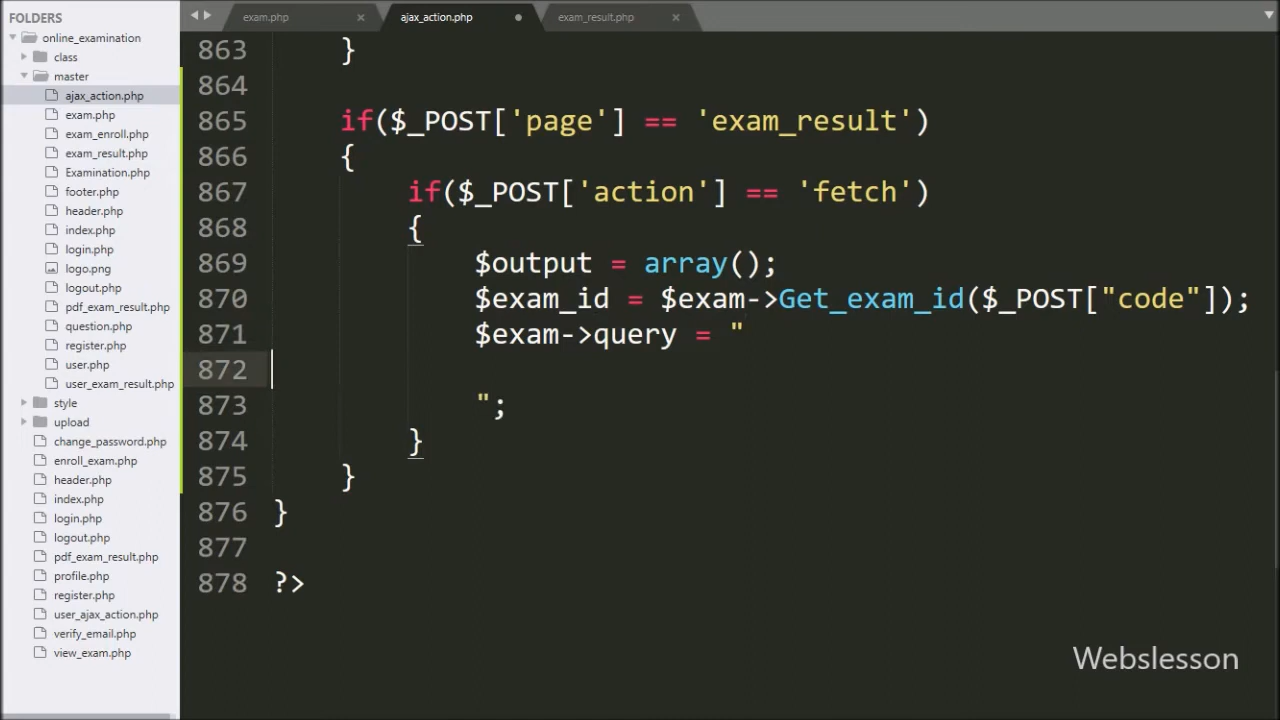 FOLDERS
online_examination
class
master
ajax_action.php
exam.php
exam_enroll.php
exam_result.php
Examination.php
footer.php
header.php
index.php
login.php
logo.png
logout.php
pdf_exam_result.php
question.php
register.php
user.php
user_exam_result.php
style
upload
change_password.php
enroll_exam.php
header.php
index.php
login.php
logout.php
pdf_exam_result.php
profile.php
register.php
user_ajax_action.php
verify_email.php
view_exam.php
exam.php ajax_action.php exam_result.php
863 }
864
865 if($_POST['page'] == 'exam_result')
866 {
867 if($_POST['action'] == 'fetch')
868 {
869 $output = array();
870 $exam_id = $exam->Get_exam_id($_POST["code"]);
871 $exam->query = "
872
873 ";
874 }
875 }
876 }
877
878 ?>
Webslesson